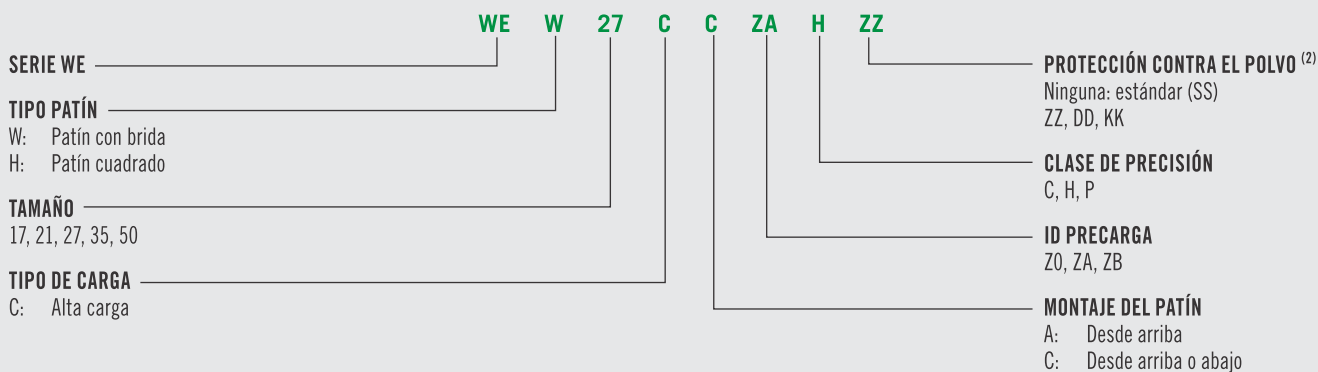 WE W 27 C C ZA H ZZ
SERIE WE
TIPO PATÍN
W: Patín con brida
H: Patín cuadrado
TAMAÑO
17, 21, 27, 35, 50
TIPO DE CARGA
C: Alta carga
PROTECCIÓN CONTRA EL POLVO (2)
Ninguna: estándar (SS)
ZZ, DD, KK
CLASE DE PRECISIÓN
C, H, P
ID PRECARGA
Z0, ZA, ZB
MONTAJE DEL PATÍN
A: Desde arriba
C: Desde arriba o abajo